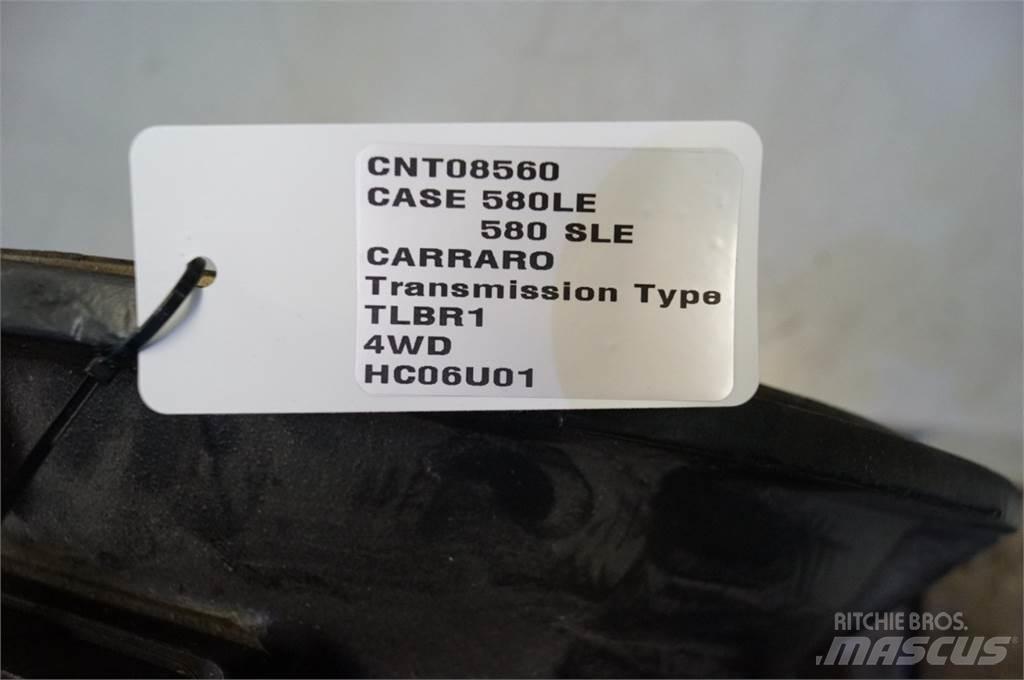 CNT08560
CASE 580LE
580 SLE
CARRARO
Transmission Type
TLBR1
4WD
HC06U01
RITCHIE BROS.
MASCUS